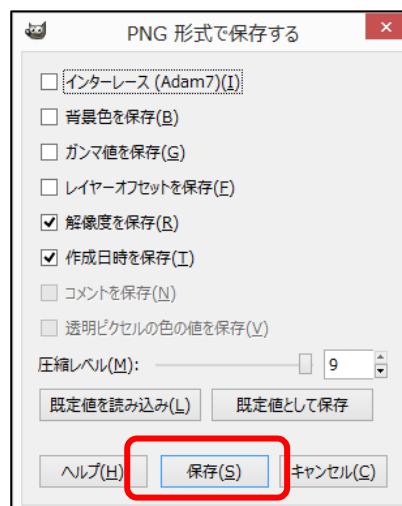 PNG 形式で保存する
インターレース (Adam7)(I)
背景色を保存(B)
ガンマ値を保存(G)
レイヤーオフセットを保存(F)
解像度を保存(R)
作成日時を保存(T)
コメントを保存(N)
透明ピクセルの色の値を保存(V)
圧縮レベル(M): 9
既定値を読み込み(L) 既定値として保存
ヘルプ(H) 保存(S) キャンセル(C)